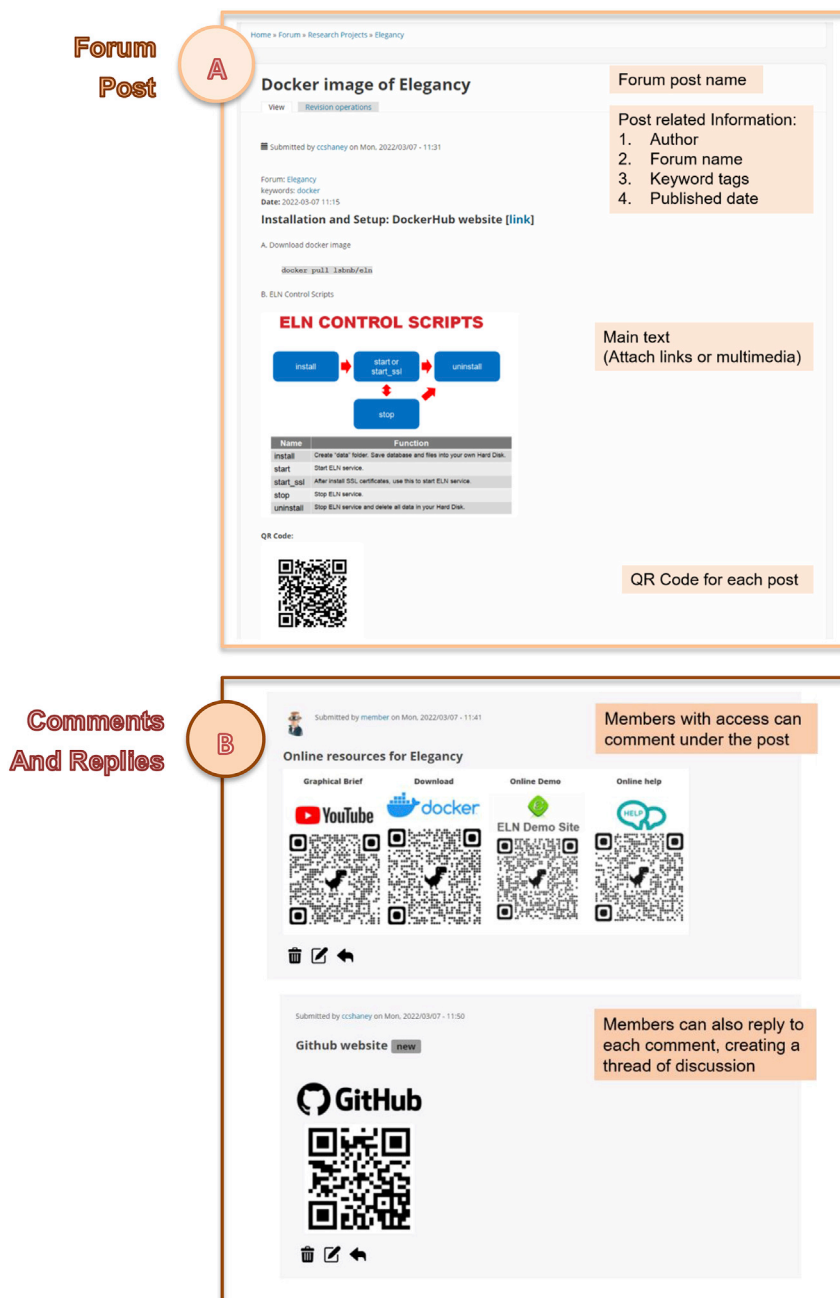 Forum
Post
A
Home » Forum » Research Projects » Elegancy
Docker image of Elegancy
View Revision operations
Submitted by ccshaney on Mon, 2022/03/07 - 11:31
Forum: Elegancy
keywords: docker
Date: 2022-03-07 11:15
Installation and Setup: DockerHub website [link]
A. Download docker image
docker pull lsbnb/eln
B. ELN Control Scripts
ELN CONTROL SCRIPTS
install
start or
start_ssl
uninstall
stop
Name Function
install Create "data" folder. Save database and files into your own Hard Disk.
start Start ELN service.
start_ssl After install SSL certificates, use this to start ELN service.
stop Stop ELN service.
uninstall Stop ELN service and delete all data in your Hard Disk.
QR Code:
Forum post name
Post related Information:
1. Author
2. Forum name
3. Keyword tags
4. Published date
Main text
(Attach links or multimedia)
QR Code for each post
Comments
And Replies
B
Submitted by member on Mon, 2022/03/07 - 11:41
Online resources for Elegancy
Graphical Brief Download Online Demo Online help
YouTube docker ELN Demo Site HELP
Members with access can
comment under the post
Submitted by ccshaney on Mon, 2022/03/07 - 11:50
Github website new
GitHub
Members can also reply to
each comment, creating a
thread of discussion